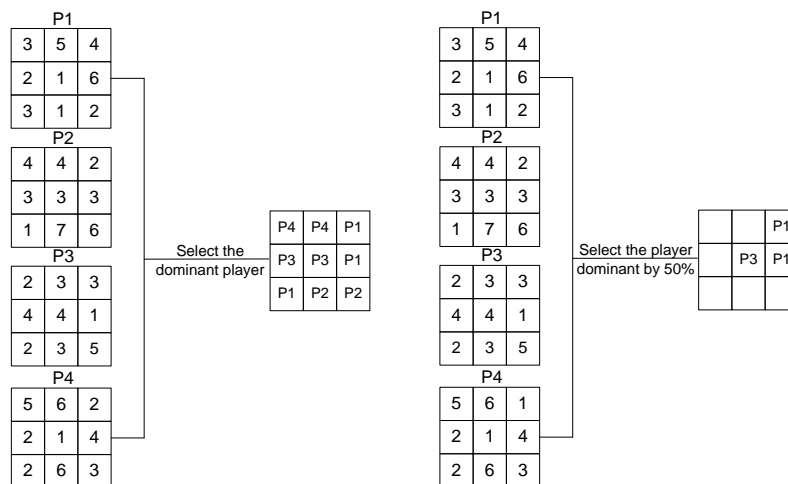 P1
3 5 4
2 1 6
3 1 2
P2
4 4 2
3 3 3
1 7 6
P3
2 3 3
4 4 1
2 3 5
P4
5 6 2
2 1 4
2 6 3
Select the
dominant player
P4 P4 P1
P3 P3 P1
P1 P2 P2
P1
3 5 4
2 1 6
3 1 2
P2
4 4 2
3 3 3
1 7 6
P3
2 3 3
4 4 1
2 3 5
P4
5 6 1
2 1 4
2 6 3
Select the player
dominant by 50%
P1
P3 P1